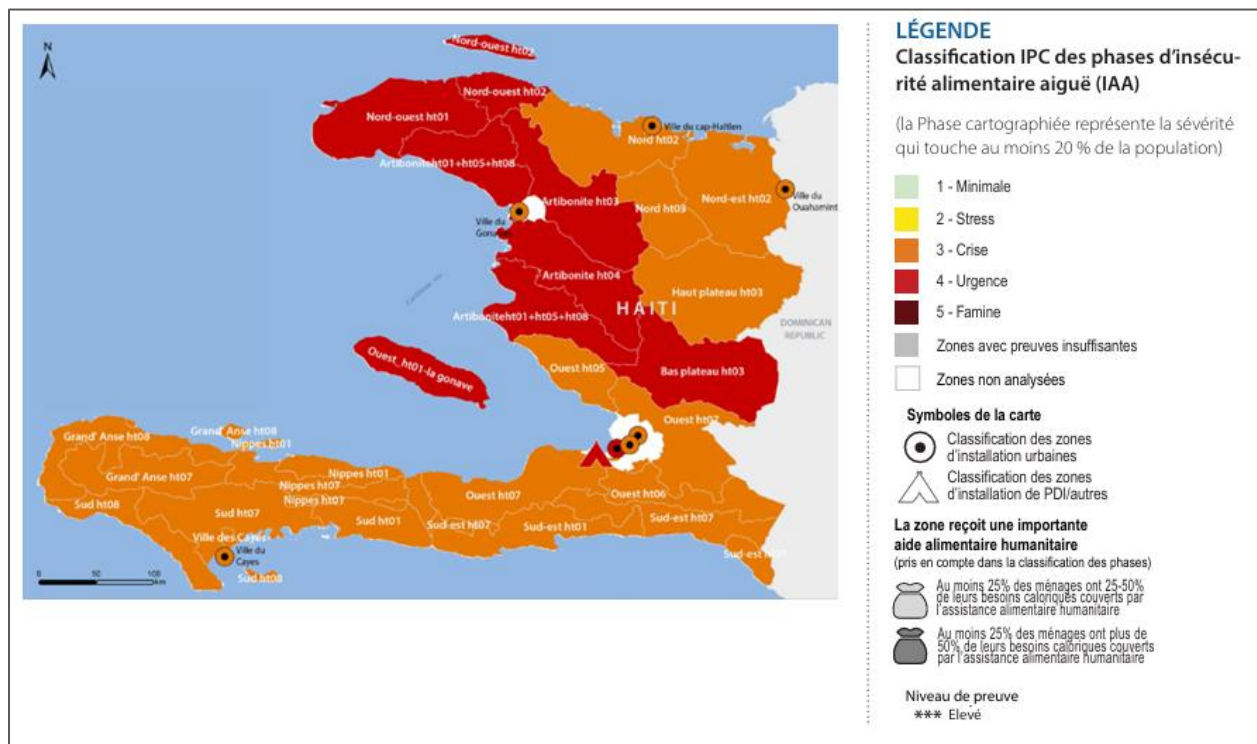 N
Nord-ouest ht02
Nord-ouest ht02
Nord-ouest ht01
Ville du cap-Haïtien
Nord ht02
Artiboniteht01+ht05+ht08
Artibonite ht03
Nord ht03
Nord-est ht02
Ville du
Ouahamint
Ville du
Artibonite ht04
Haut plateau ht03
HAITI
Artiboniteht01+ht05+ht08
DOMINICAN
REPUBLIC
Ouest_ht01-la gonave
Ouest ht05
Bas plateau ht03
Ouest ht07
Grand' Anse ht08
Grand' Anse ht08
Nippes ht01
Grand' Anse ht07
Nippes ht01
Nippes ht07
Nippes ht01
Ouest ht07
Ouest ht06
Sud ht08
Sud ht07
Sud ht01
Sud-est ht07
Sud-est ht01
Sud-est ht07
Ville des Cayes
Ville du
Cayes
Sud ht08
0 50 100
km
LÉGENDE
Classification IPC des phases d'insécu-
rité alimentaire aiguë (IAA)
(la Phase cartographiée représente la sévérité
qui touche au moins 20 % de la population)
1 - Minimale
2 - Stress
3 - Crise
4 - Urgence
5 - Famine
Zones avec preuves insuffisantes
Zones non analysées
Symboles de la carte
Classification des zones
d'installation urbaines
Classification des zones
d'installation de PDI/autres
La zone reçoit une importante
aide alimentaire humanitaire
(pris en compte dans la classification des phases)
Au moins 25% des ménages ont 25-50%
de leurs besoins caloriques couverts par
l'assistance alimentaire humanitaire
Au moins 25% des ménages ont plus de
50% de leurs besoins caloriques couverts
par l'assistance alimentaire humanitaire
Niveau de preuve
*** Elevé